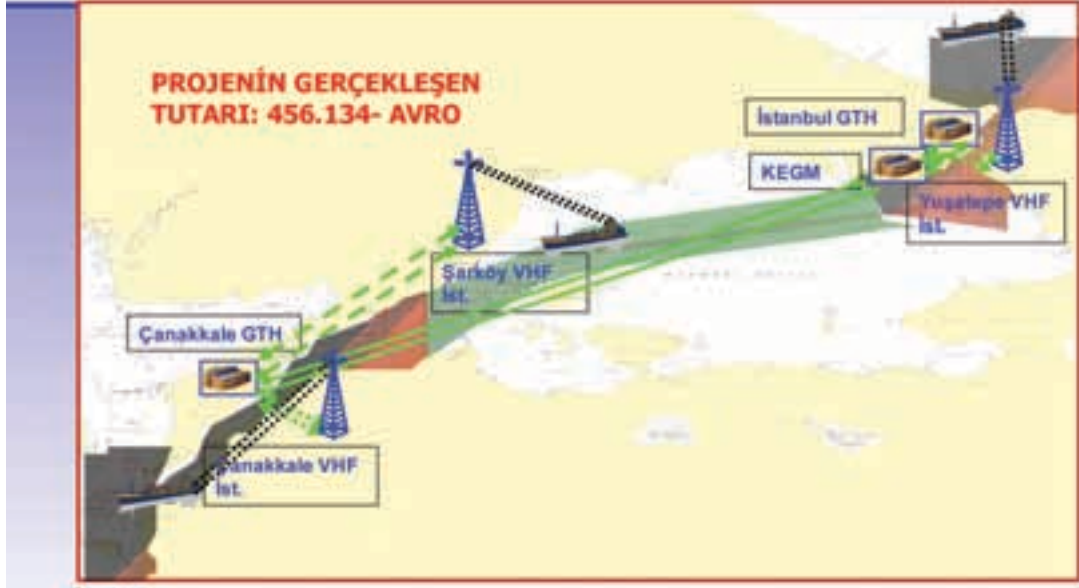 PROJENİN GERÇEKLEŞEN
TUTARI: 456.134- AVRO
İstanbul GTH
KEGM
Yuşatepe VHF
İst.
Şarköy VHF
İst.
Çanakkale GTH
Çanakkale VHF
İst.